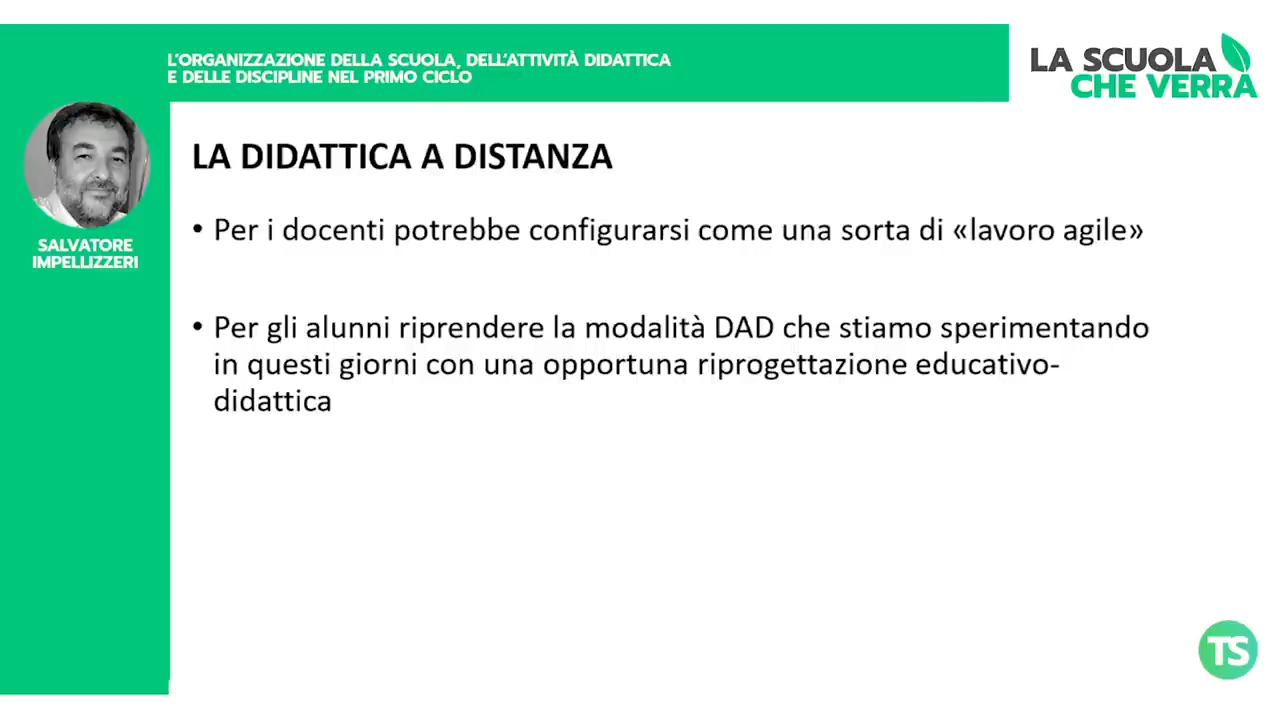 L'ORGANIZZAZIONE DELLA SCUOLA, DELL'ATTIVITÀ DIDATTICA
E DELLE DISCIPLINE NEL PRIMO CICLO
LA SCUOLA
CHE VERRÀ
SALVATORE
IMPELLIZZERI
LA DIDATTICA A DISTANZA
• Per i docenti potrebbe configurarsi come una sorta di «lavoro agile»
• Per gli alunni riprendere la modalità DAD che stiamo sperimentando
in questi giorni con una opportuna riprogettazione educativo-
didattica
TS